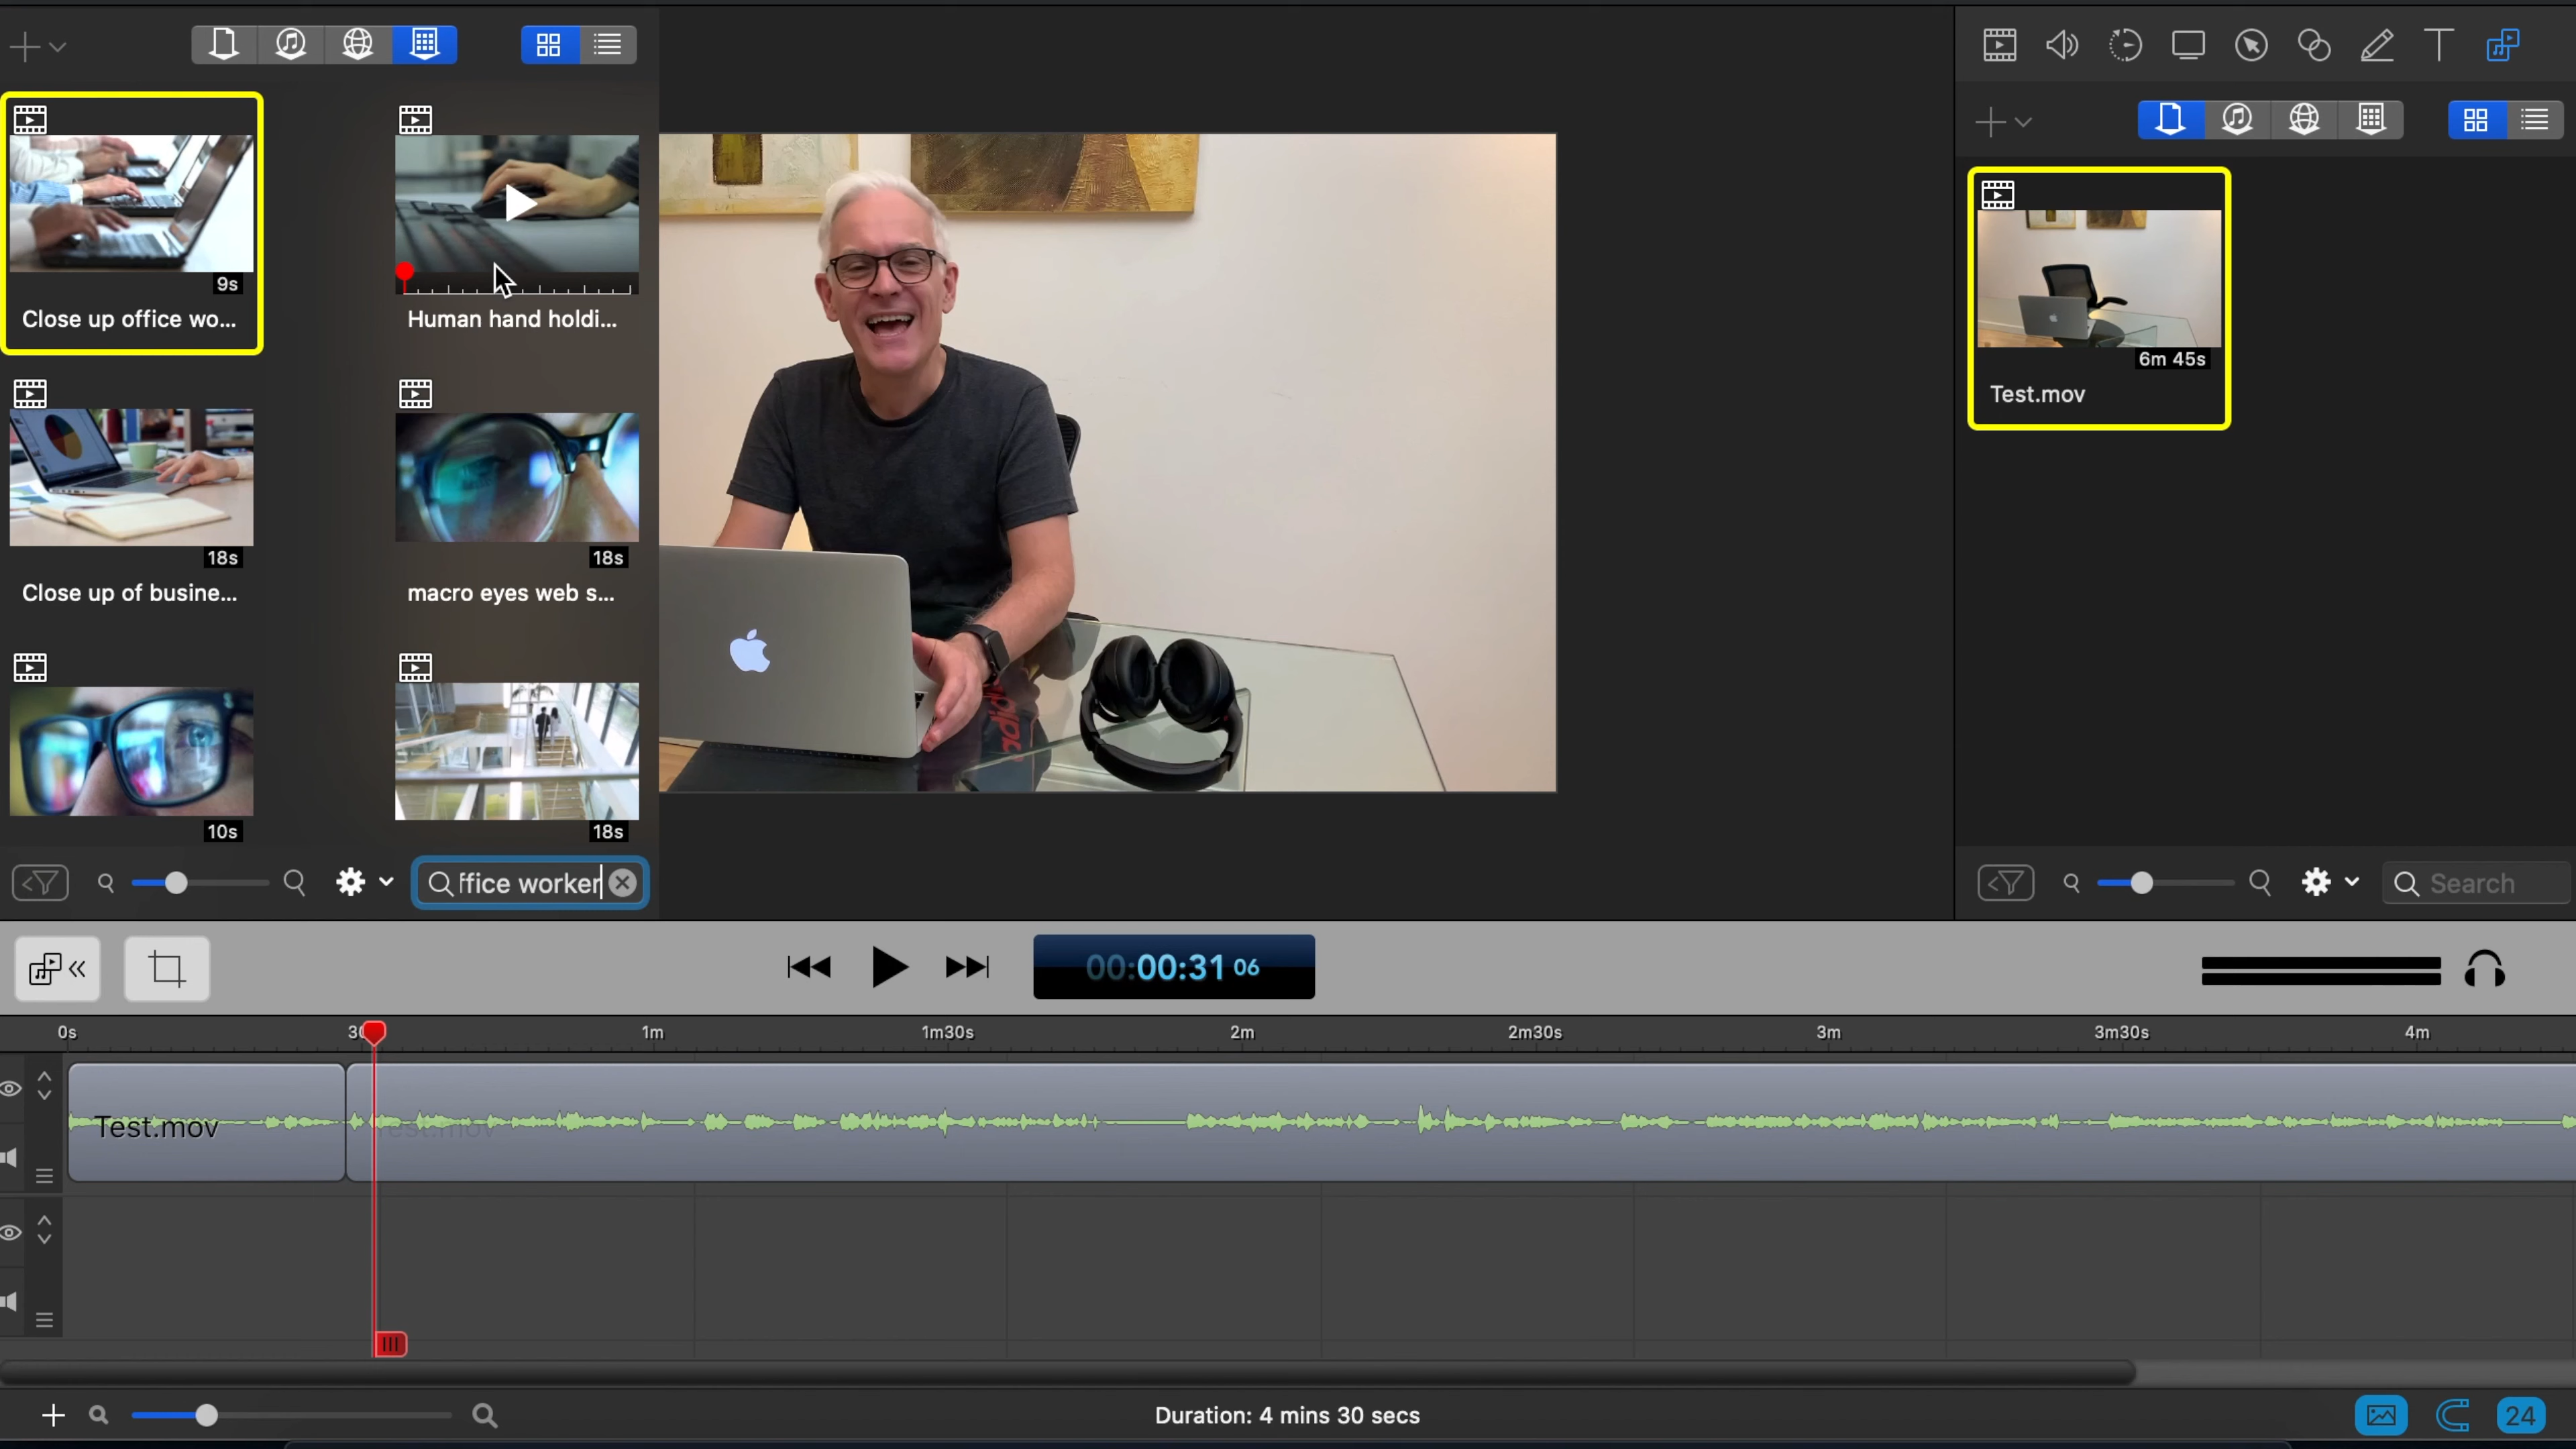 9s
Close up office wo...
Human hand holdi...
18s
Close up of busine...
18s
macro eyes web s...
10s
18s
ffice worker
6m 45s
Test.mov
Search
00:00:31 06
0s
1m
1m30s
2m
2m30s
3m
3m30s
4m
Test.mov
Test.mov
Duration: 4 mins 30 secs
24